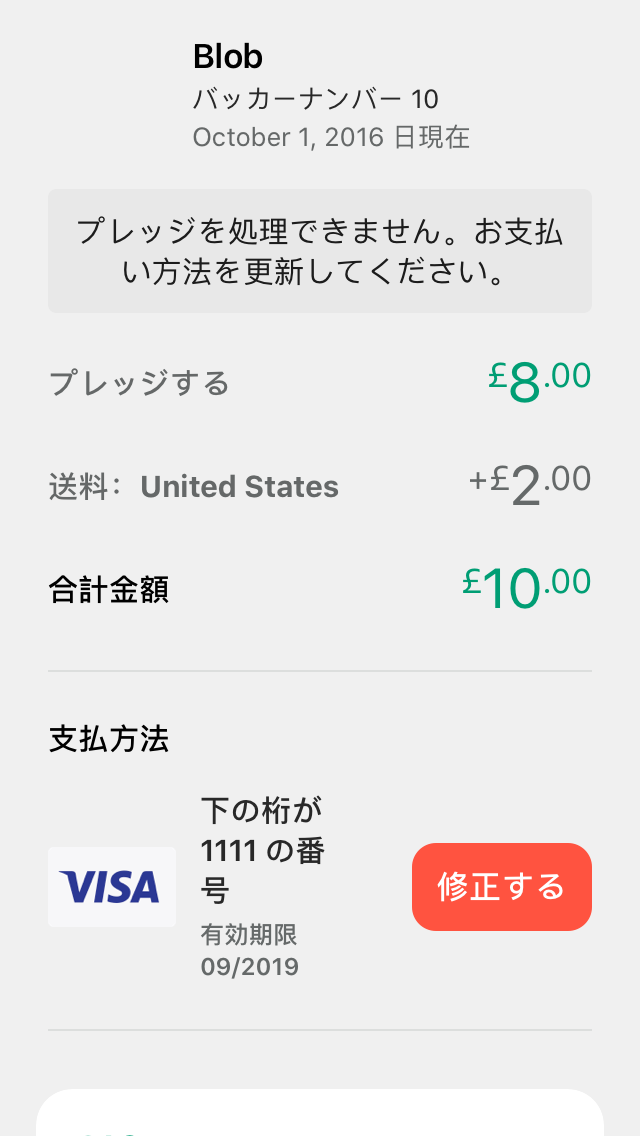 Blob
バッカーナンバー 10
October 1, 2016 日現在
プレッジを処理できません。お支払
い方法を更新してください。
プレッジする £8.00
送料： United States +£2.00
合計金額 £10.00
支払方法
下の桁が
1111 の番
号
VISA
修正する
有効期限
09/2019